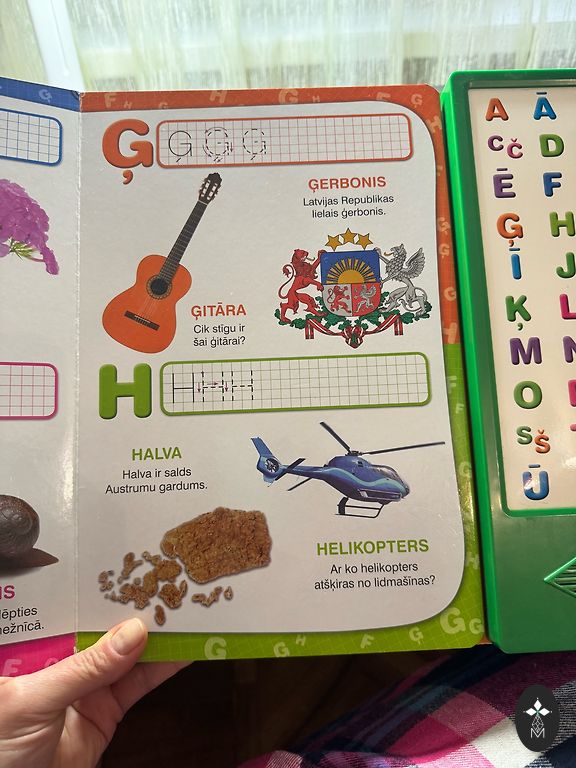 Ģ
Ģ Ģ Ģ
ĢERBONIS
Latvijas Republikas
lielais ģerbonis.
ĢITĀRA
Cik stīgu ir
šai ģitārai?
H
H H H
HALVA
Halva ir salds
Austrumu gardums.
HELIKOPTERS
Ar ko helikopters
atšķiras no lidmašīnas?
A Ā
C Č D
Ē F
Ģ H
Ī J
Ķ L
M N
O
S Š
Ū